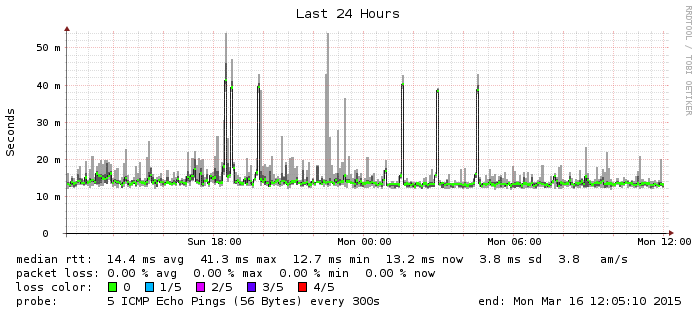 Last 24 Hours
RRDTOOL / TOBI OETIKER
Seconds
50 m
40 m
30 m
20 m
10 m
0
Sun 18:00 Mon 00:00 Mon 06:00 Mon 12:00
median rtt: 14.4 ms avg 41.3 ms max 12.7 ms min 13.2 ms now 3.8 ms sd 3.8 am/s
packet loss: 0.00 % avg 0.00 % max 0.00 % min 0.00 % now
loss color: 0 1/5 2/5 3/5 4/5
probe: 5 ICMP Echo Pings (56 Bytes) every 300s end: Mon Mar 16 12:05:10 2015